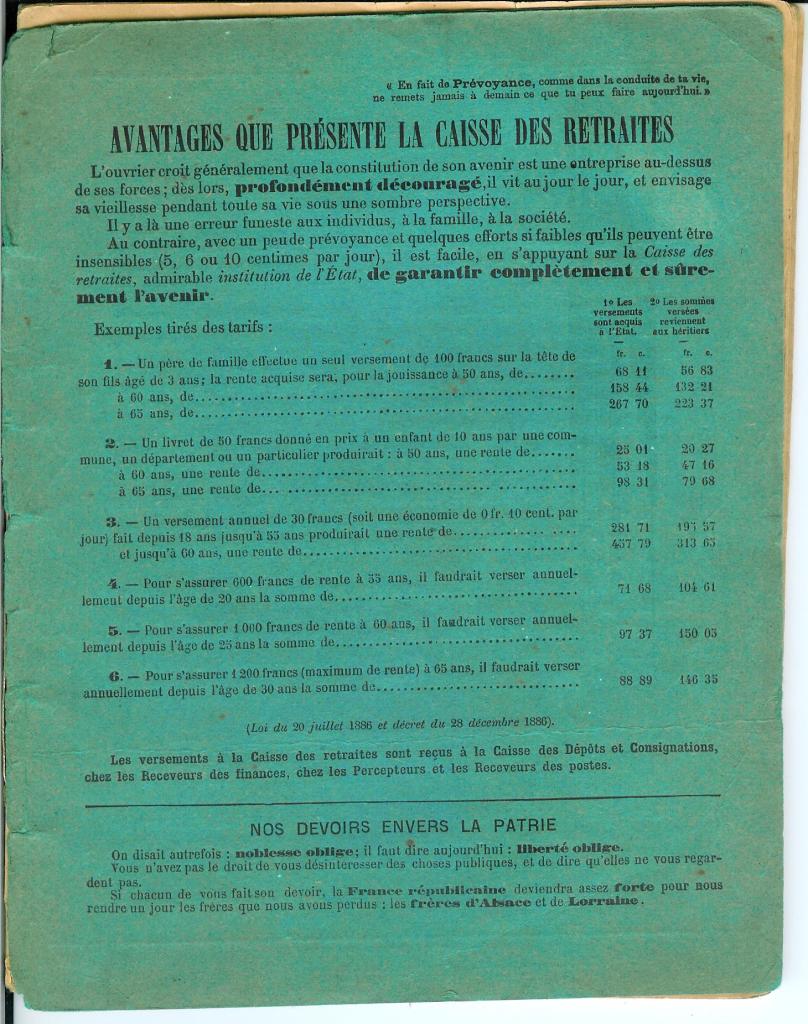 « En fait de Prévoyance, comme dans la conduite de ta vie,
ne remets jamais à demain ce que tu peux faire aujourd'hui. »
AVANTAGES QUE PRÉSENTE LA CAISSE DES RETRAITES
L'ouvrier croit généralement que la constitution de son avenir est une entreprise au-dessus
de ses forces ; dès lors, profondément découragé, il vit au jour le jour, et envisage
sa vieillesse pendant toute sa vie sous une sombre perspective.
Il y a là une erreur funeste aux individus, à la famille, à la société.
Au contraire, avec un peu de prévoyance et quelques efforts si faibles qu'ils peuvent être
insensibles (5, 6 ou 10 centimes par jour), il est facile, en s'appuyant sur la Caisse des
retraites, admirable institution de l'État, de garantir complètement et sûre-
ment l'avenir.
Exemples tirés des tarifs :
1º Les versements sont acquis à l'État.
2º Les sommes versées reviennent aux héritiers
fr. c. fr. c.
1. — Un père de famille effectue un seul versement de 100 francs sur la tête de
son fils âgé de 3 ans ; la rente acquise sera, pour la jouissance à 50 ans, de........ 68 11 56 83
à 60 ans, de........ 158 44 132 21
à 65 ans, de........ 267 70 223 37
2. — Un livret de 50 francs donné en prix à un enfant de 10 ans par une com-
mune, un département ou un particulier produirait : à 50 ans, une rente de....... 25 01 20 27
à 60 ans, une rente de........ 53 18 47 16
à 65 ans, une rente de........ 98 31 79 68
3. — Un versement annuel de 30 francs (soit une économie de 0 fr. 10 cent. par
jour) fait depuis 18 ans jusqu'à 55 ans produirait une rente de........ 281 71 57
et jusqu'à 60 ans, une rente de........ 457 79 313 65
4. — Pour s'assurer 600 francs de rente à 55 ans, il faudrait verser annuel-
lement depuis l'âge de 20 ans la somme de........ 71 68 104 61
5. — Pour s'assurer 1 000 francs de rente à 60 ans, il faudrait verser annuel-
lement depuis l'âge de 25 ans la somme de........ 97 37 150 05
6. — Pour s'assurer 1 200 francs (maximum de rente) à 65 ans, il faudrait verser
annuellement depuis l'âge de 30 ans la somme de........ 88 89 146 35
(Loi du 20 juillet 1886 et décret du 28 décembre 1886).
Les versements à la Caisse des retraites sont reçus à la Caisse des Dépôts et Consignations,
chez les Receveurs des finances, chez les Percepteurs et les Receveurs des postes.
NOS DEVOIRS ENVERS LA PATRIE
On disait autrefois : noblesse oblige ; il faut dire aujourd'hui : liberté oblige.
Vous n'avez pas le droit de vous désintéresser des choses publiques, et de dire qu'elles ne vous regar-
dent pas.
Si chacun de vous fait son devoir, la France républicaine deviendra assez forte pour nous
rendre un jour les frères que nous avons perdus : les frères d'Alsace et de Lorraine.